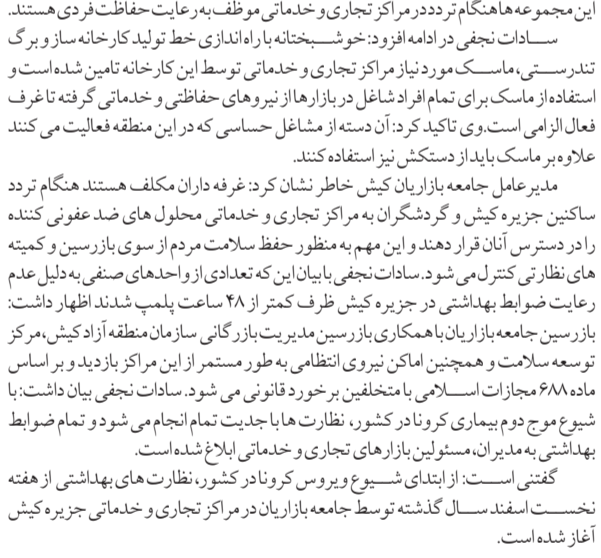 این مجموعه ها هنگام تردد در مراکز تجاری و خدماتی موظف به رعایت حفاظت فردی هستند.
سادات نجفی در ادامه افزود: خوشبختانه با راه اندازی خط تولید کارخانه ساز و برگ
تندرستی، ماسک مورد نیاز مراکز تجاری و خدماتی توسط این کارخانه تامین شده است و
استفاده از ماسک برای تمام افراد شاغل در بازارها از نیروهای حفاظتی و خدماتی گرفته تا غرف
فعال الزامی است.وی تاکید کرد: آن دسته از مشاغل حساسی که در این منطقه فعالیت می کنند
علاوه بر ماسک باید از دستکش نیز استفاده کنند.
مدیرعامل جامعه بازاریان کیش خاطر نشان کرد: غرفه داران مکلف هستند هنگام تردد
ساکنین جزیره کیش و گردشگران به مراکز تجاری و خدماتی محلول های ضد عفونی کننده
را در دسترس آنان قرار دهند و این مهم به منظور حفظ سلامت مردم از سوی بازرسین و کمیته
های نظارتی کنترل می شود. سادات نجفی با بیان این که تعدادی از واحدهای صنفی به دلیل عدم
رعایت ضوابط بهداشتی در جزیره کیش ظرف کمتر از ۴۸ ساعت پلمپ شدند اظهار داشت:
بازرسین جامعه بازاریان با همکاری بازرسین مدیریت بازرگانی سازمان منطقه آزاد کیش، مرکز
توسعه سلامت و همچنین اماکن نیروی انتظامی به طور مستمر از این مراکز بازدید و بر اساس
ماده ۶۸۸ مجازات اسلامی با متخلفین برخورد قانونی می شود. سادات نجفی بیان داشت: با
شیوع موج دوم بیماری کرونا در کشور، نظارت ها با جدیت تمام انجام می شود و تمام ضوابط
بهداشتی به مدیران، مسئولین بازارهای تجاری و خدماتی ابلاغ شده است.
گفتنی است: از ابتدای شیوع ویروس کرونا در کشور، نظارت های بهداشتی از هفته
نخست اسفند سال گذشته توسط جامعه بازاریان در مراکز تجاری و خدماتی جزیره کیش
آغاز شده است.